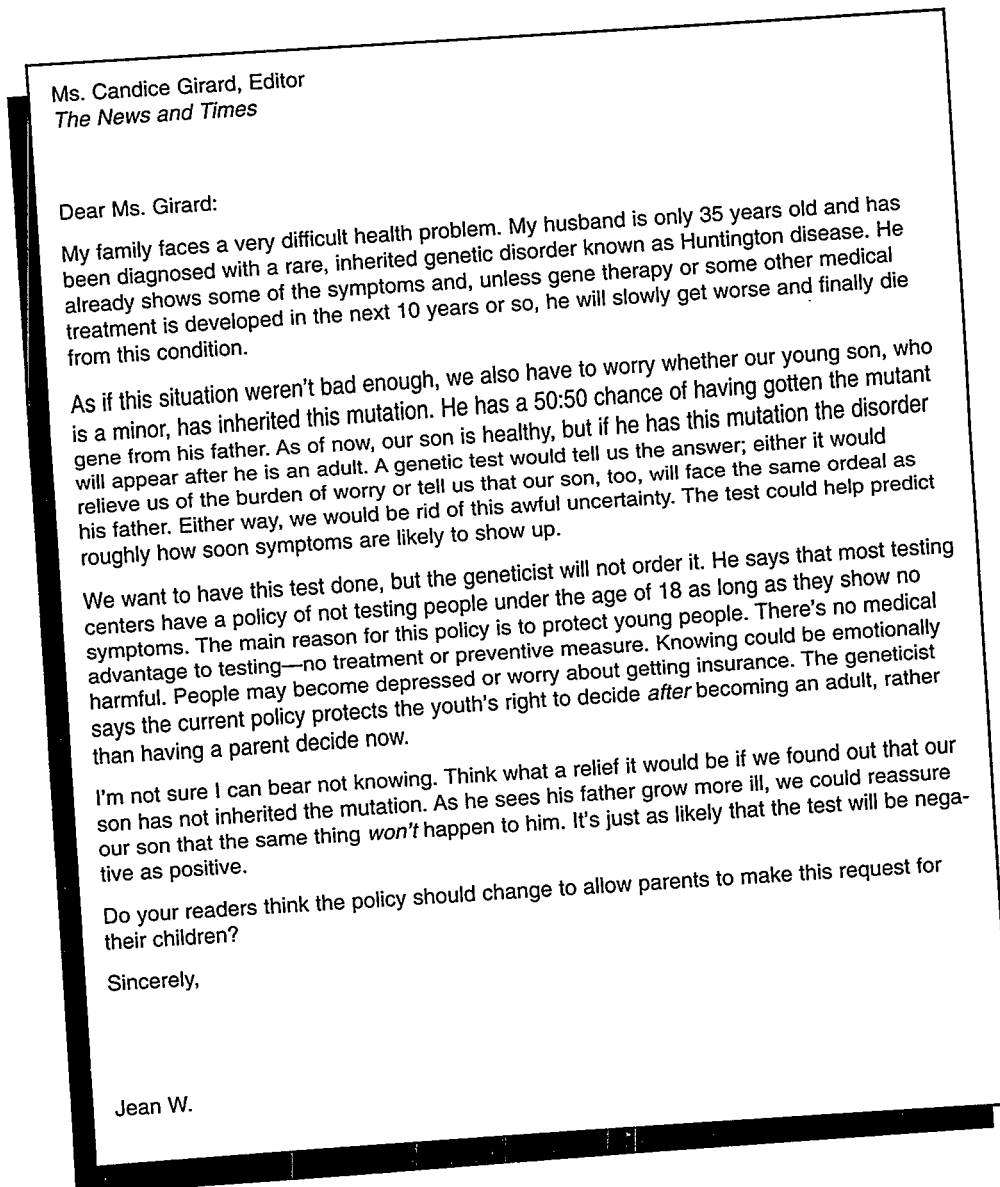 Ms. Candice Girard, Editor
The News and Times
Dear Ms. Girard:
My family faces a very difficult health problem. My husband is only 35 years old and has
been diagnosed with a rare, inherited genetic disorder known as Huntington disease. He
already shows some of the symptoms and, unless gene therapy or some other medical
treatment is developed in the next 10 years or so, he will slowly get worse and finally die
from this condition.
As if this situation weren't bad enough, we also have to worry whether our young son, who
is a minor, has inherited this mutation. He has a 50:50 chance of having gotten the mutant
gene from his father. As of now, our son is healthy, but if he has this mutation the disorder
will appear after he is an adult. A genetic test would tell us the answer; either it would
relieve us of the burden of worry or tell us that our son, too, will face the same ordeal as
his father. Either way, we would be rid of this awful uncertainty. The test could help predict
roughly how soon symptoms are likely to show up.
We want to have this test done, but the geneticist will not order it. He says that most testing
centers have a policy of not testing people under the age of 18 as long as they show no
symptoms. The main reason for this policy is to protect young people. There's no medical
advantage to testing—no treatment or preventive measure. Knowing could be emotionally
harmful. People may become depressed or worry about getting insurance. The geneticist
says the current policy protects the youth's right to decide after becoming an adult, rather
than having a parent decide now.
I'm not sure I can bear not knowing. Think what a relief it would be if we found out that our
son has not inherited the mutation. As he sees his father grow more ill, we could reassure
our son that the same thing won't happen to him. It's just as likely that the test will be nega-
tive as positive.
Do your readers think the policy should change to allow parents to make this request for
their children?
Sincerely,
Jean W.